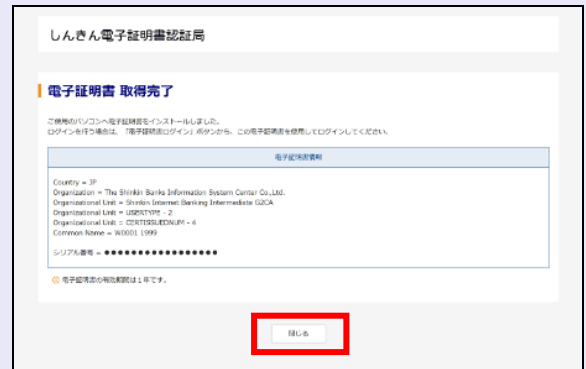 しんきん電子証明書認証局
電子証明書 取得完了
ご使用のパソコンへ電子証明書をインストールしました。
ログインを行う場合は、「電子証明書ログイン」ボタンから、この電子証明書を使用してログインしてください。
電子証明書情報
Country = JP
Organization = The Shinkin Banks Information System Center Co.,Ltd.
Organizational Unit = Shinkin Internet Banking Intermediate G2CA
Organizational Unit = USERTYPE - 2
Organizational Unit = CERTISSUEDNUM - 4
Common Name = W0001 1999
シリアル番号 = ●●●●●●●●●●●●●●●●●
電子証明書の有効期間は1年です。
閉じる